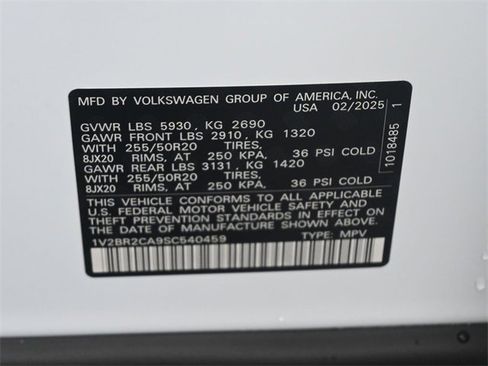 MFD BY VOLKSWAGEN GROUP OF AMERICA, INC.
USA 02/2025
GVWR LBS 5930, KG 2690
GAWR FRONT LBS 2910, KG 1320
WITH 255/50R20 TIRES,
8JX20 RIMS, AT 250 KPA, 36 PSI COLD
GAWR REAR LBS 3131, KG 1420
WITH 255/50R20 TIRES,
8JX20 RIMS, AT 250 KPA, 36 PSI COLD
THIS VEHICLE CONFORMS TO ALL APPLICABLE
U.S. FEDERAL MOTOR VEHICLE SAFETY AND
THEFT PREVENTION STANDARDS IN EFFECT ON
THE DATE OF MANUFACTURE SHOWN ABOVE.
1V2BR2CA9SC540459 TYPE: MPV
1018485 1